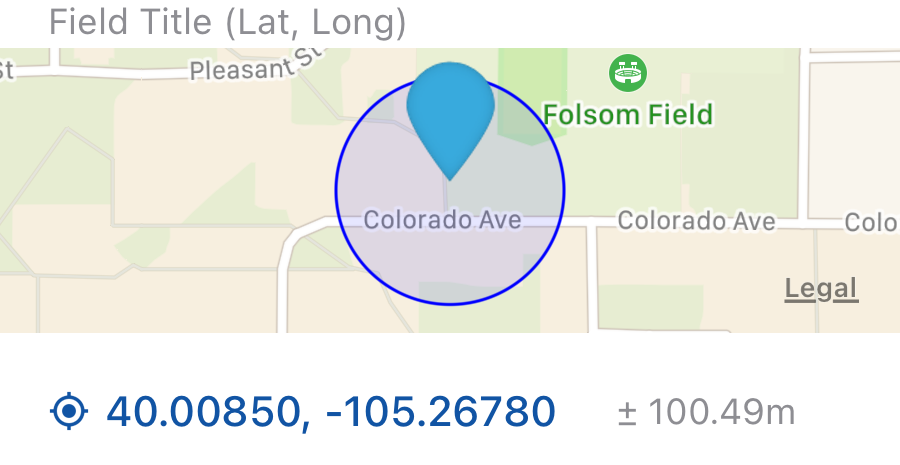 Field Title (Lat, Long)
St
Pleasant St
Folsom Field
Colorado Ave
Colorado Ave
Colo
Legal
40.00850, -105.26780
± 100.49m